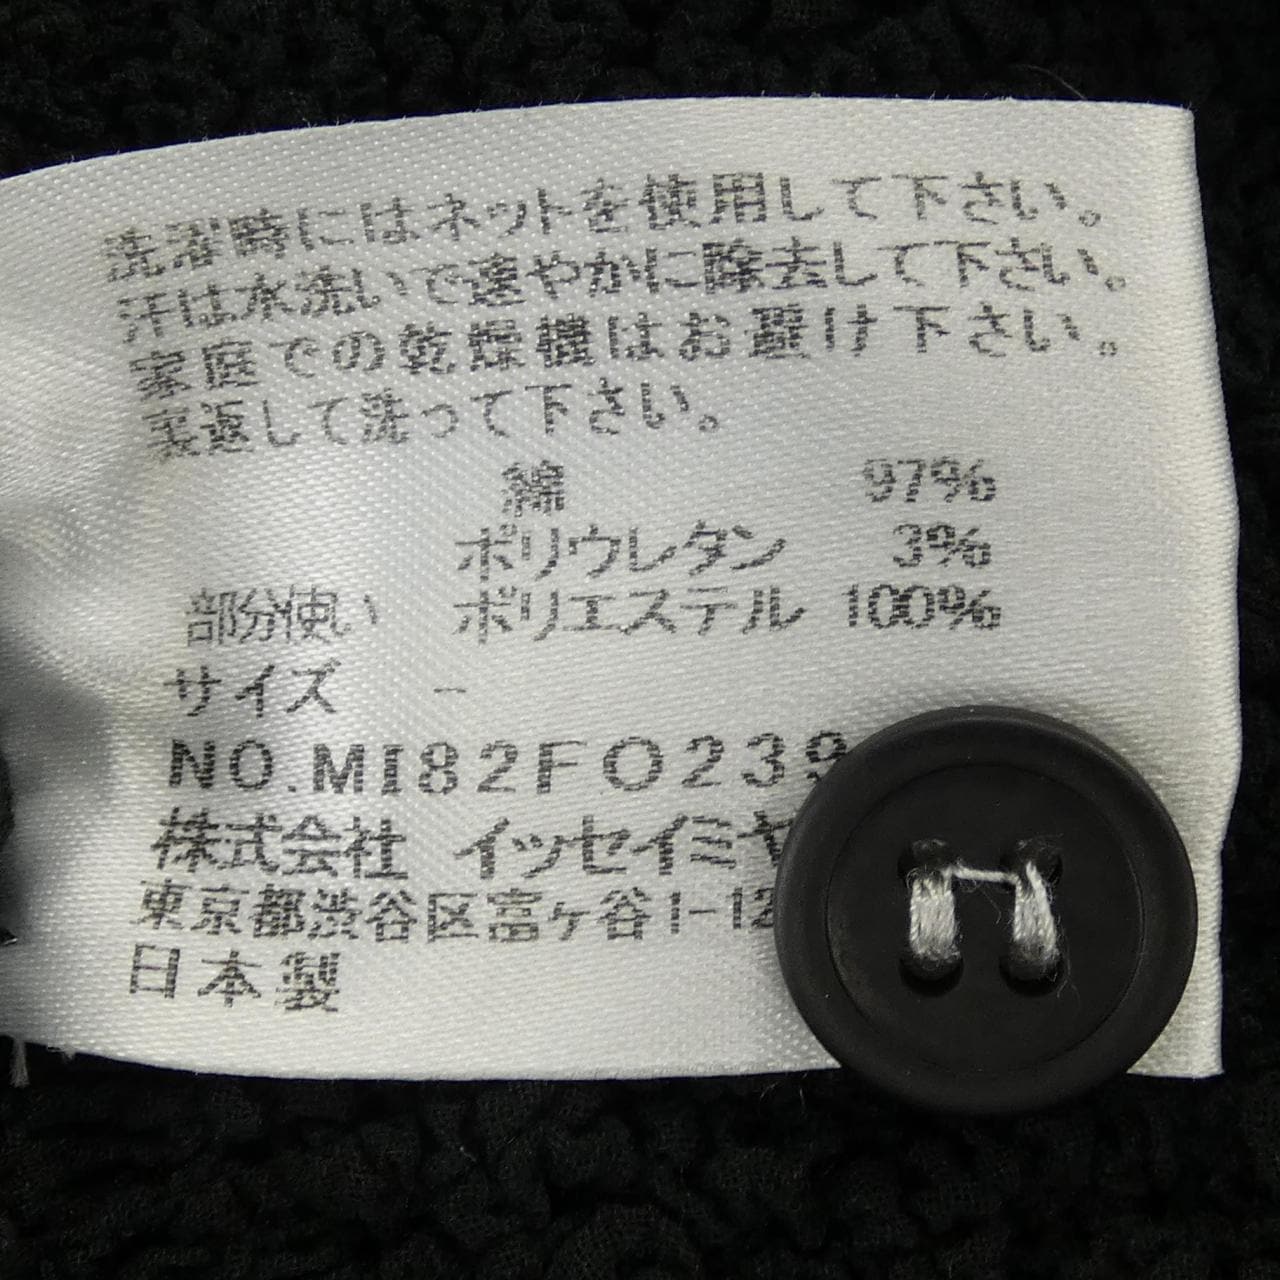 洗濯時にはネットを使用して下さい。
汗は水洗いで速やかに除去して下さい。
家庭での乾燥機はお避け下さい。
裏返して洗って下さい。
綿 97%
ポリウレタン 3%
部分使い ポリエステル 100%
サイズ -
NO.MI82FO239
株式会社 イッセイミヤ
東京都渋谷区富ヶ谷1-12
日本製